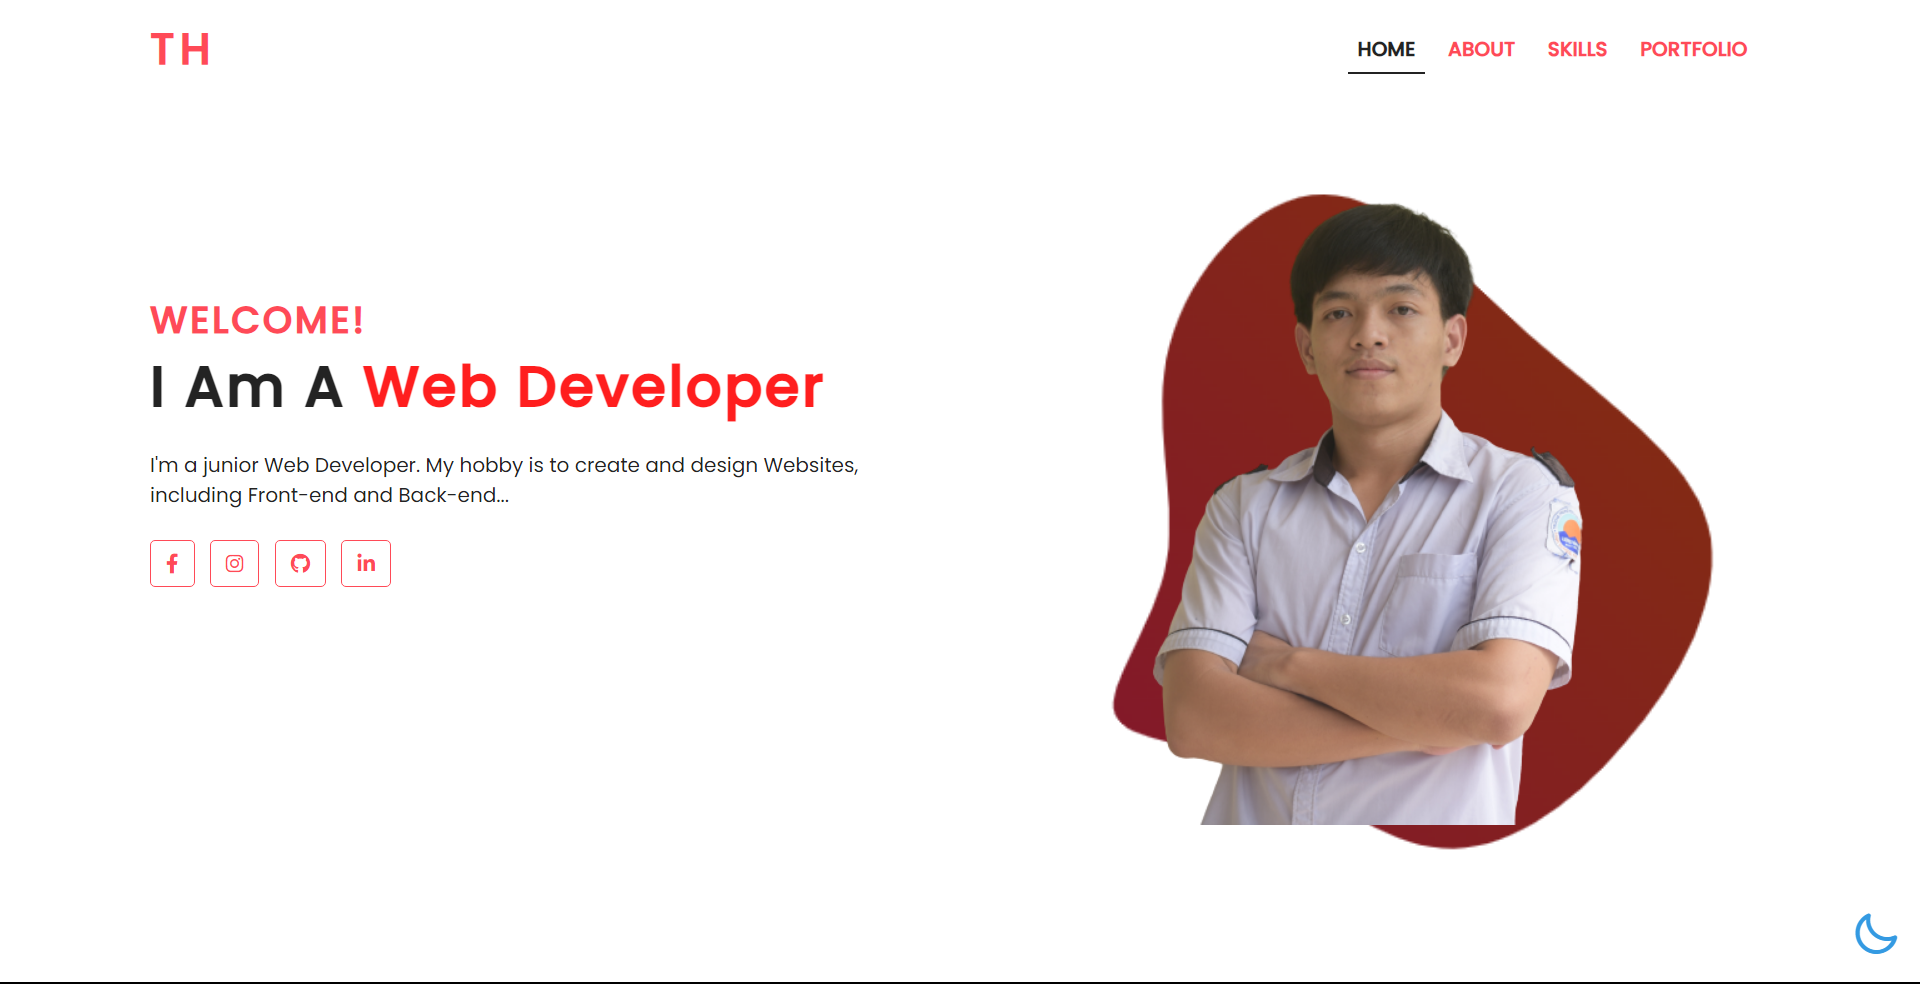 TH
HOME ABOUT SKILLS PORTFOLIO
WELCOME!
I Am A Web Developer
I'm a junior Web Developer. My hobby is to create and design Websites,
including Front-end and Back-end...